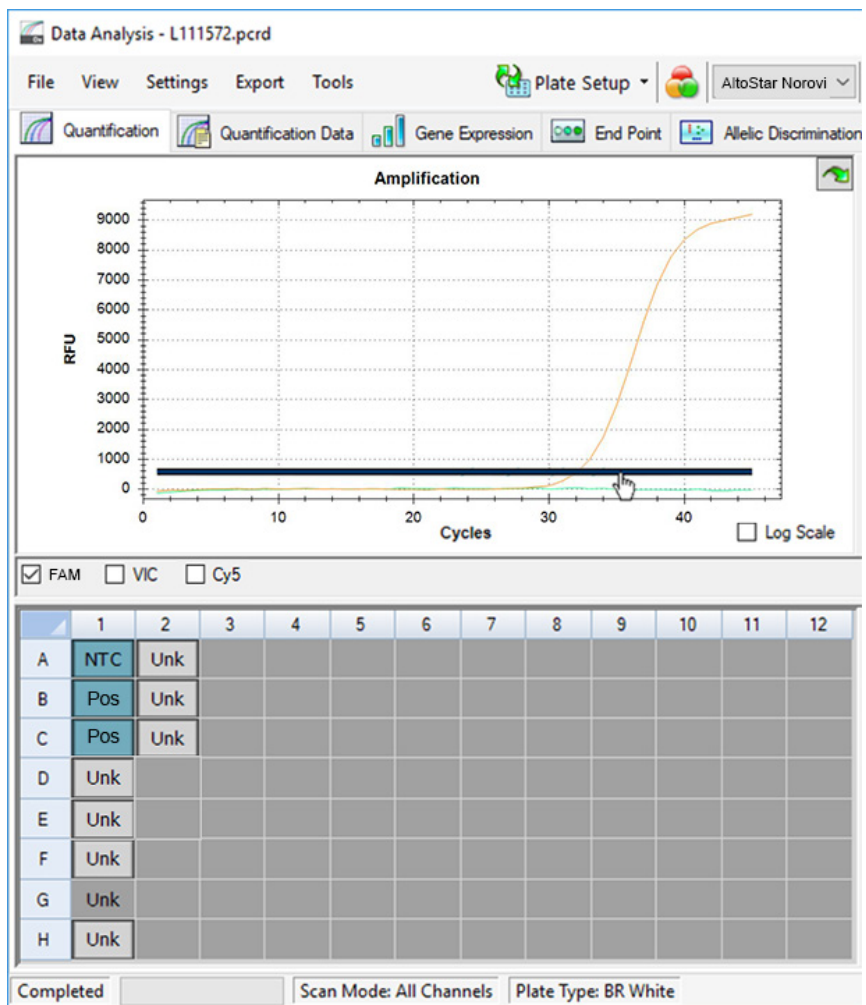 Data Analysis - L111572.pcrd
File View Settings Export Tools Plate Setup AltoStar Norovi
Quantification Quantification Data Gene Expression End Point Allelic Discrimination
Amplification
9000
8000
7000
6000
5000
4000
3000
2000
1000
0
RFU
0 10 20 30 40
Cycles
Log Scale
FAM VIC Cy5
1 2 3 4 5 6 7 8 9 10 11 12
A NTC Unk
B Pos Unk
C Pos Unk
D Unk
E Unk
F Unk
G Unk
H Unk
Completed Scan Mode: All Channels Plate Type: BR White